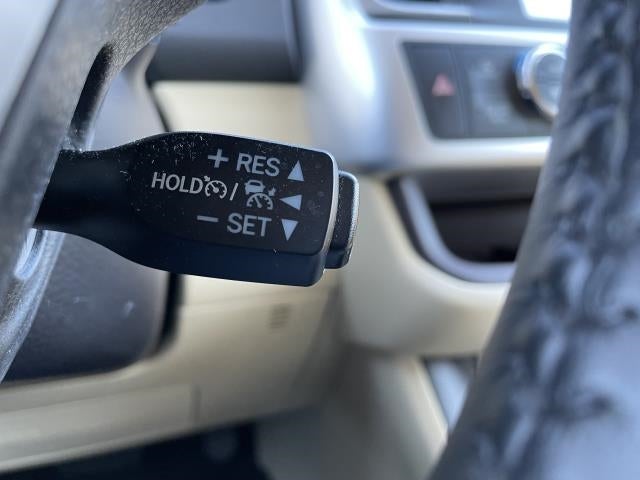 + RES ▲
HOLD / ◀
− SET ▼